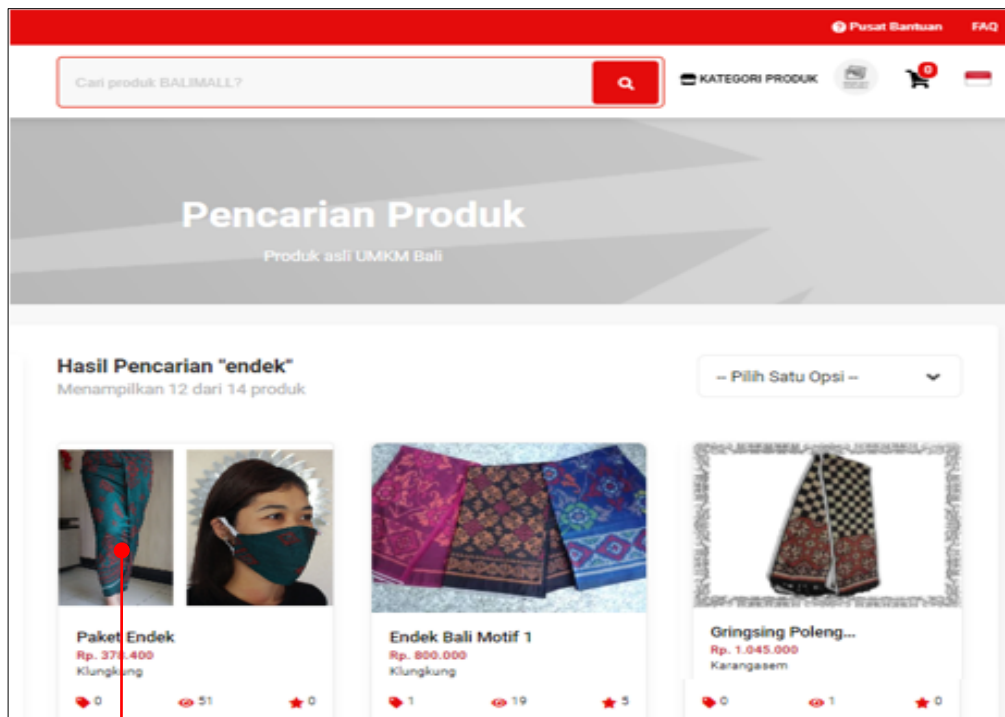 Pusat Bantuan FAQ
Cari produk BALIMALL?
KATEGORI PRODUK 0
Pencarian Produk
Produk asli UMKM Bali
Hasil Pencarian "endek"
Menampilkan 12 dari 14 produk
-- Pilih Satu Opsi --
Paket Endek
Rp. 378.400
Klungkung
0 51 0
Endek Bali Motif 1
Rp. 800.000
Klungkung
1 19 5
Gringsing Poleng...
Rp. 1.045.000
Karangasem
0 1 0